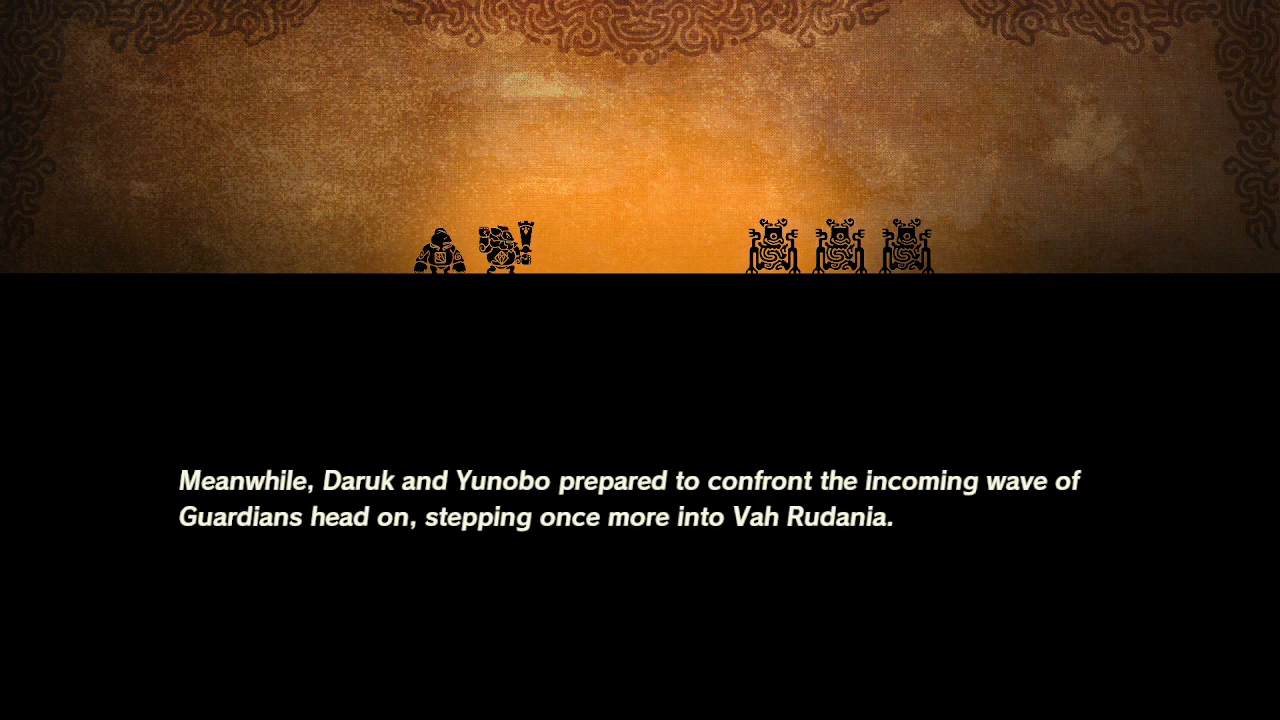 Meanwhile, Daruk and Yunobo prepared to confront the incoming wave of
Guardians head on, stepping once more into Vah Rudania.